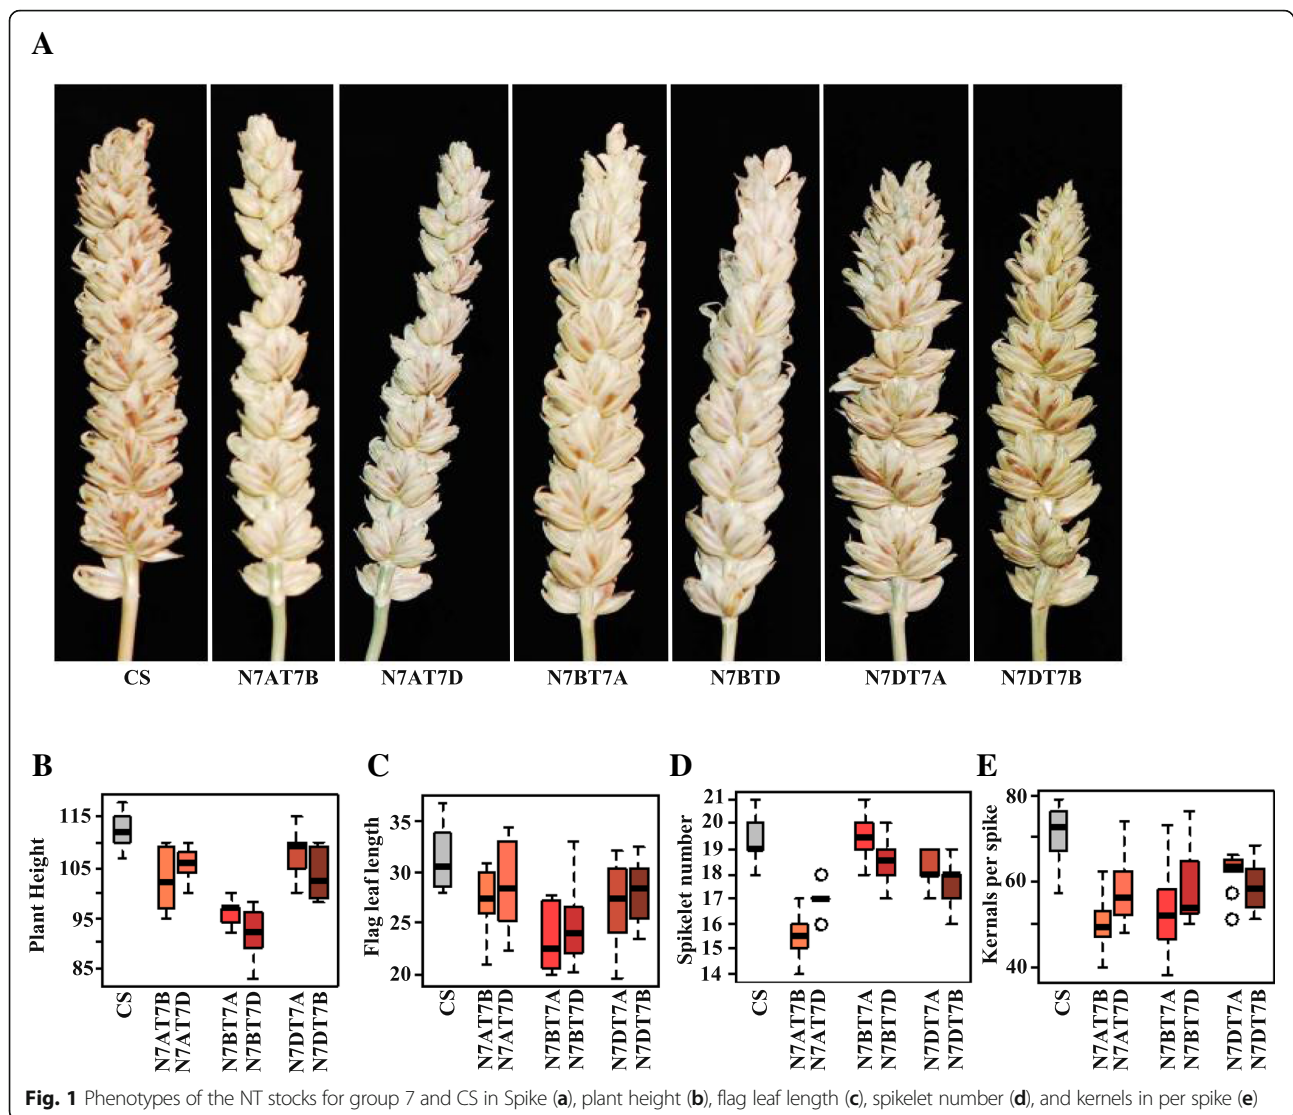 A
CS N7AT7B N7AT7D N7BT7A N7BTD N7DT7A N7DT7B
B
Plant Height
115
105
95
85
CS N7AT7B N7AT7D N7BT7A N7BT7D N7DT7A N7DT7B
C
Flag leaf length
35
30
25
20
CS N7AT7B N7AT7D N7BT7A N7BT7D N7DT7A N7DT7B
D
Spikelet number
21
20
19
18
17
16
15
14
CS N7AT7B N7AT7D N7BT7A N7BT7D N7DT7A N7DT7B
E
Kernals per spike
80
60
40
CS N7AT7B N7AT7D N7BT7A N7BT7D N7DT7A N7DT7B
Fig. 1 Phenotypes of the NT stocks for group 7 and CS in Spike (a), plant height (b), flag leaf length (c), spikelet number (d), and kernels in per spike (e)